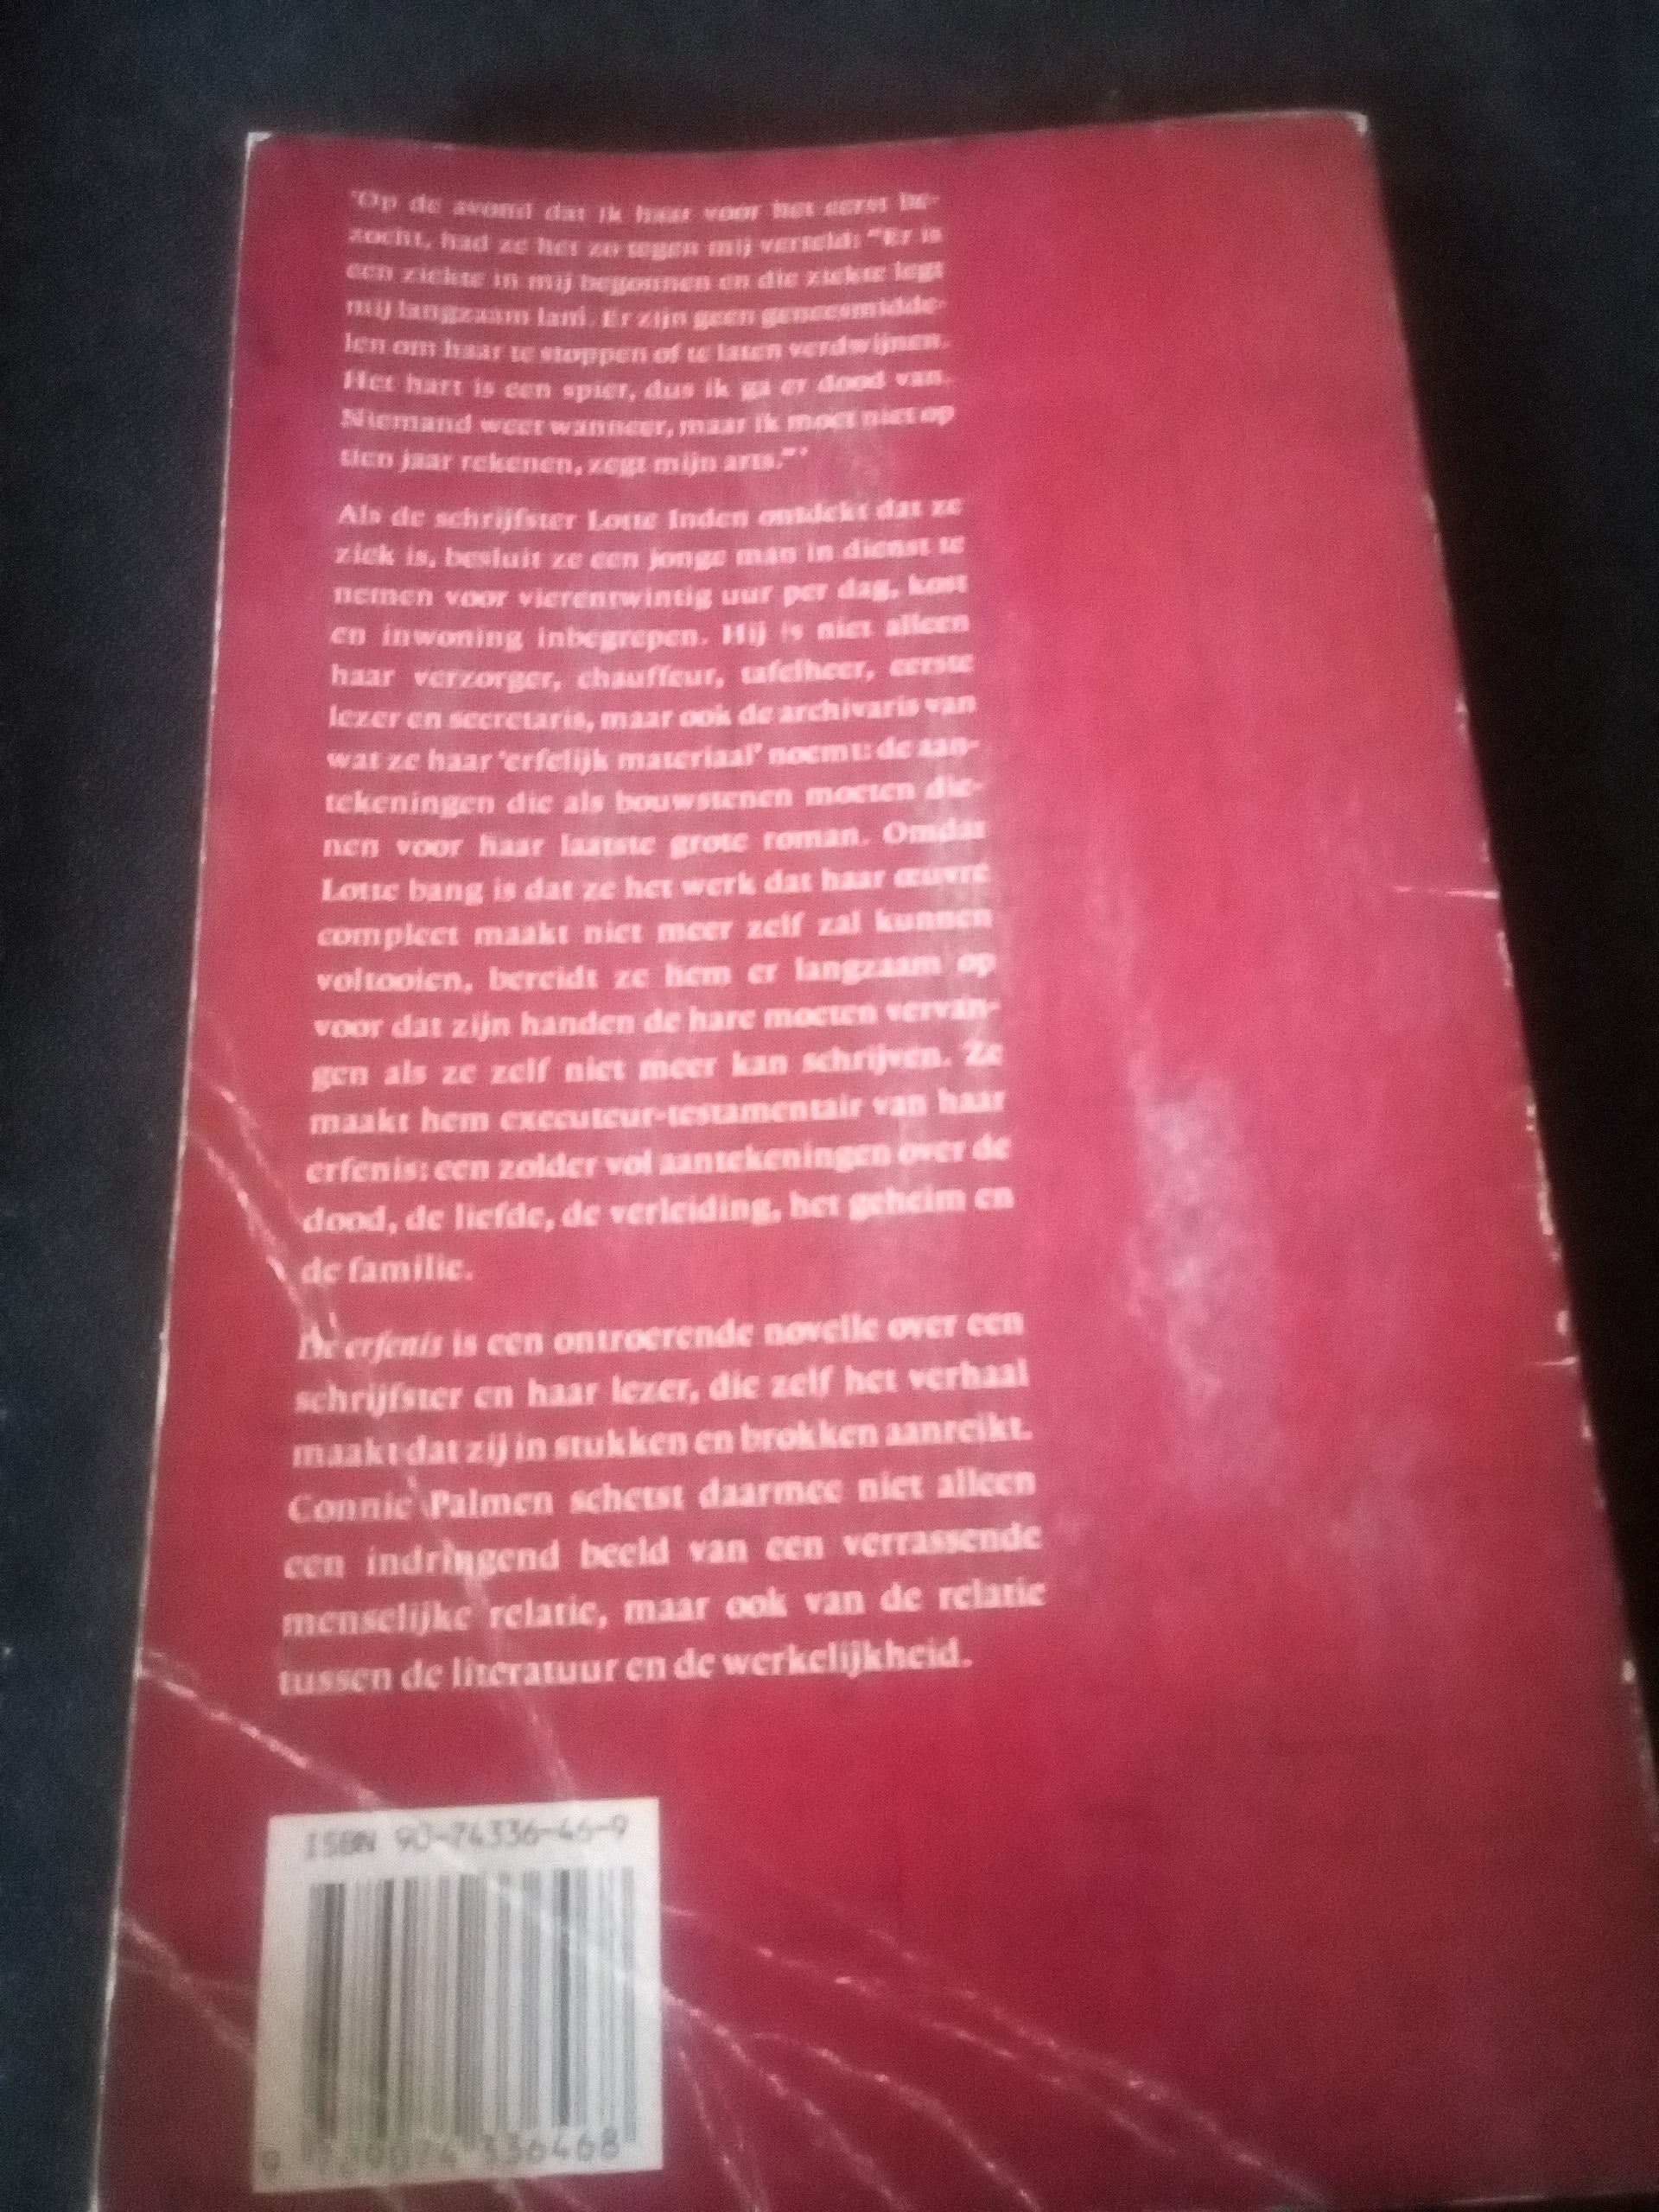 'Op de avond dat ik haar voor het eerst be-
zocht, had ze het zo tegen mij verteld: "Er is
een ziekte in mij begonnen en die ziekte legt
mij langzaam lam. Er zijn geen geneesmidde-
len om haar te stoppen of te laten verdwijnen.
Het hart is een spier, dus ik ga er dood van.
Niemand weet wanneer, maar ik moet niet op
tien jaar rekenen, zegt mijn arts."'
Als de schrijfster Lotte Inden ontdekt dat ze
ziek is, besluit ze een jonge man in dienst te
nemen voor vierentwintig uur per dag, kost
en inwoning inbegrepen. Hij is niet alleen
haar verzorger, chauffeur, tafelheer, eerste
lezer en secretaris, maar ook de archivaris van
wat ze haar 'erfelijk materiaal' noemt: de aan-
tekeningen die als bouwstenen moeten die-
nen voor haar laatste grote roman. Omdat
Lotte bang is dat ze het werk dat haar œuvre
compleet maakt niet meer zelf zal kunnen
voltooien, bereidt ze hem er langzaam op
voor dat zijn handen de hare moeten vervan-
gen als ze zelf niet meer kan schrijven. Ze
maakt hem executeur-testamentair van haar
erfenis: een zolder vol aantekeningen over de
dood, de liefde, de verleiding, het geheim en
de familie.
De erfenis is een ontroerende novelle over een
schrijfster en haar lezer, die zelf het verhaal
maakt dat zij in stukken en brokken aanreikt.
Connie Palmen schetst daarmee niet alleen
een indringend beeld van een verrassende
menselijke relatie, maar ook van de relatie
tussen de literatuur en de werkelijkheid.
ISBN 90-74336-46-9
9 789074 336468